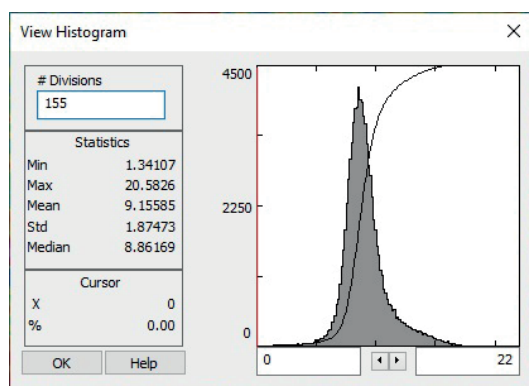 View Histogram
# Divisions
155
Statistics
Min 1.34107
Max 20.5826
Mean 9.15585
Std 1.87473
Median 8.86169
Cursor
X 0
% 0.00
OK Help
4500
2250
0
0 22